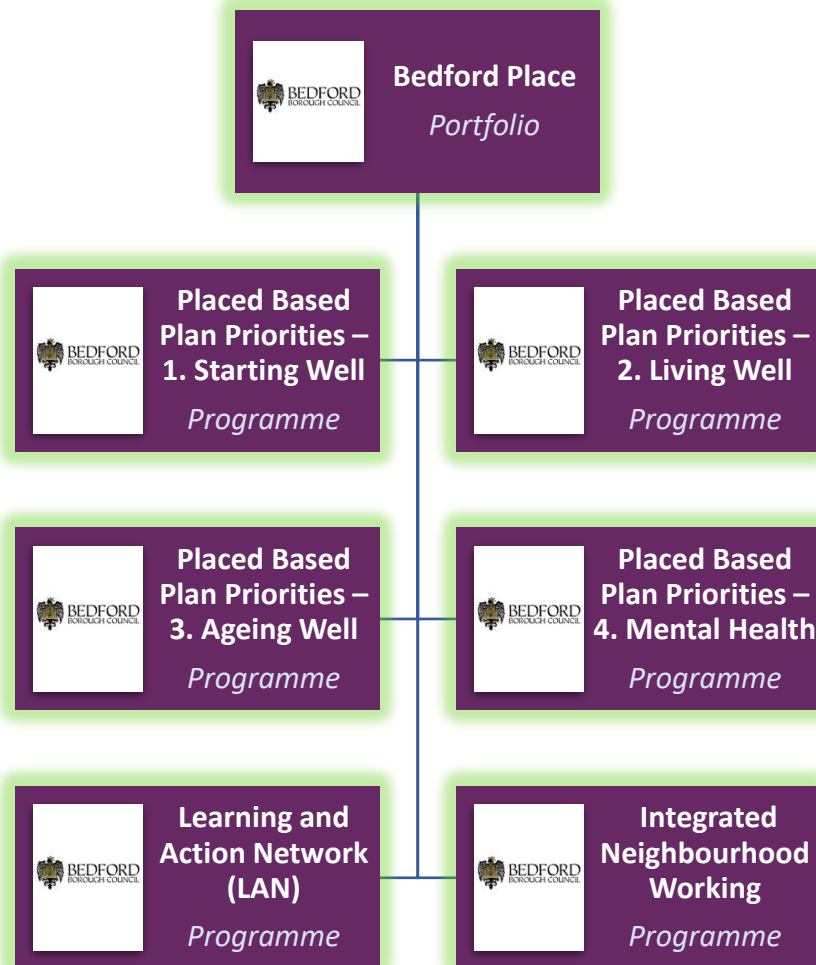 BEDFORD
BOROUGH COUNCIL
Bedford Place
Portfolio
BEDFORD
BOROUGH COUNCIL
Placed Based
Plan Priorities –
1. Starting Well
Programme
BEDFORD
BOROUGH COUNCIL
Placed Based
Plan Priorities –
2. Living Well
Programme
BEDFORD
BOROUGH COUNCIL
Placed Based
Plan Priorities –
3. Ageing Well
Programme
BEDFORD
BOROUGH COUNCIL
Placed Based
Plan Priorities –
4. Mental Health
Programme
BEDFORD
BOROUGH COUNCIL
Learning and
Action Network
(LAN)
Programme
BEDFORD
BOROUGH COUNCIL
Integrated
Neighbourhood
Working
Programme